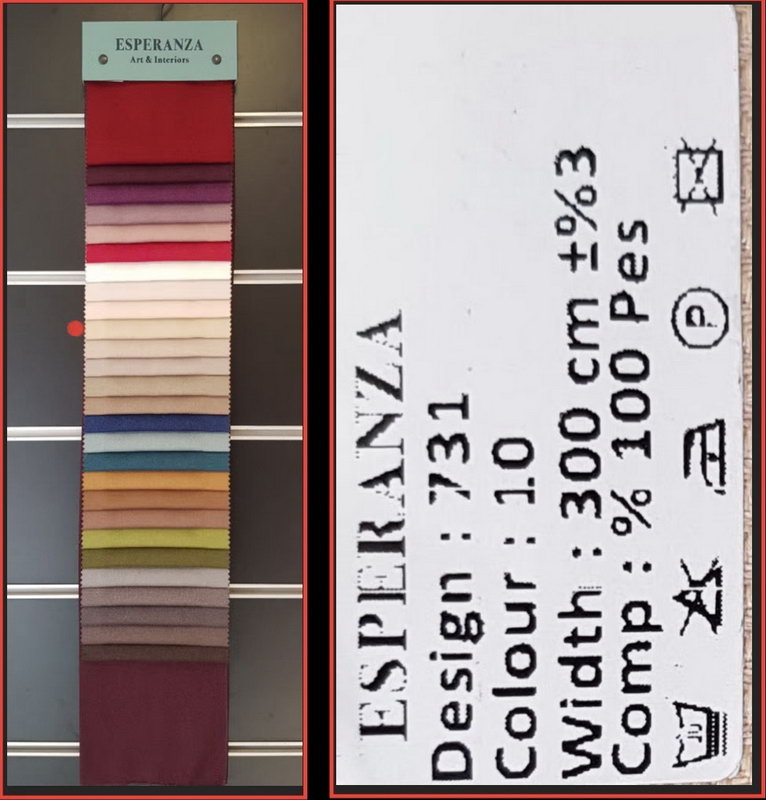 ESPERANZA
Art & Interiors
ESPERANZA
Design : 731
Colour : 10
Width : 300 cm ±%3
Comp : % 100 Pes
P